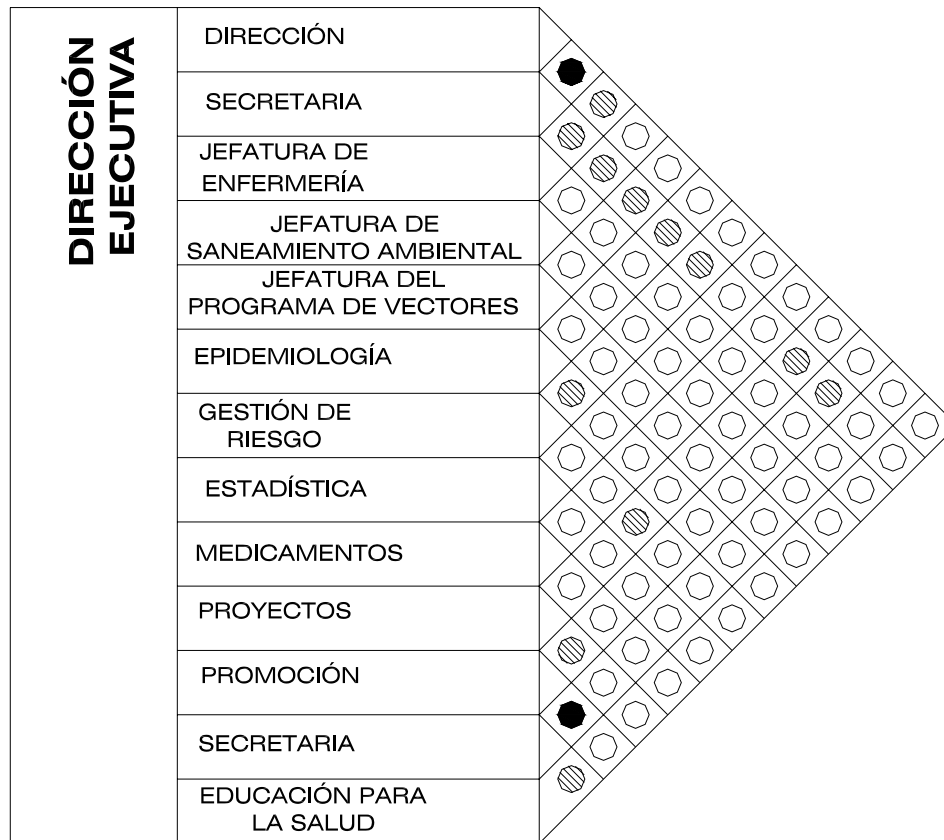 DIRECCIÓN
EJECUTIVA
DIRECCIÓN
SECRETARIA
JEFATURA DE
ENFERMERÍA
JEFATURA DE
SANEAMIENTO AMBIENTAL
JEFATURA DEL
PROGRAMA DE VECTORES
EPIDEMIOLOGÍA
GESTIÓN DE
RIESGO
ESTADÍSTICA
MEDICAMENTOS
PROYECTOS
PROMOCIÓN
SECRETARIA
EDUCACIÓN PARA
LA SALUD